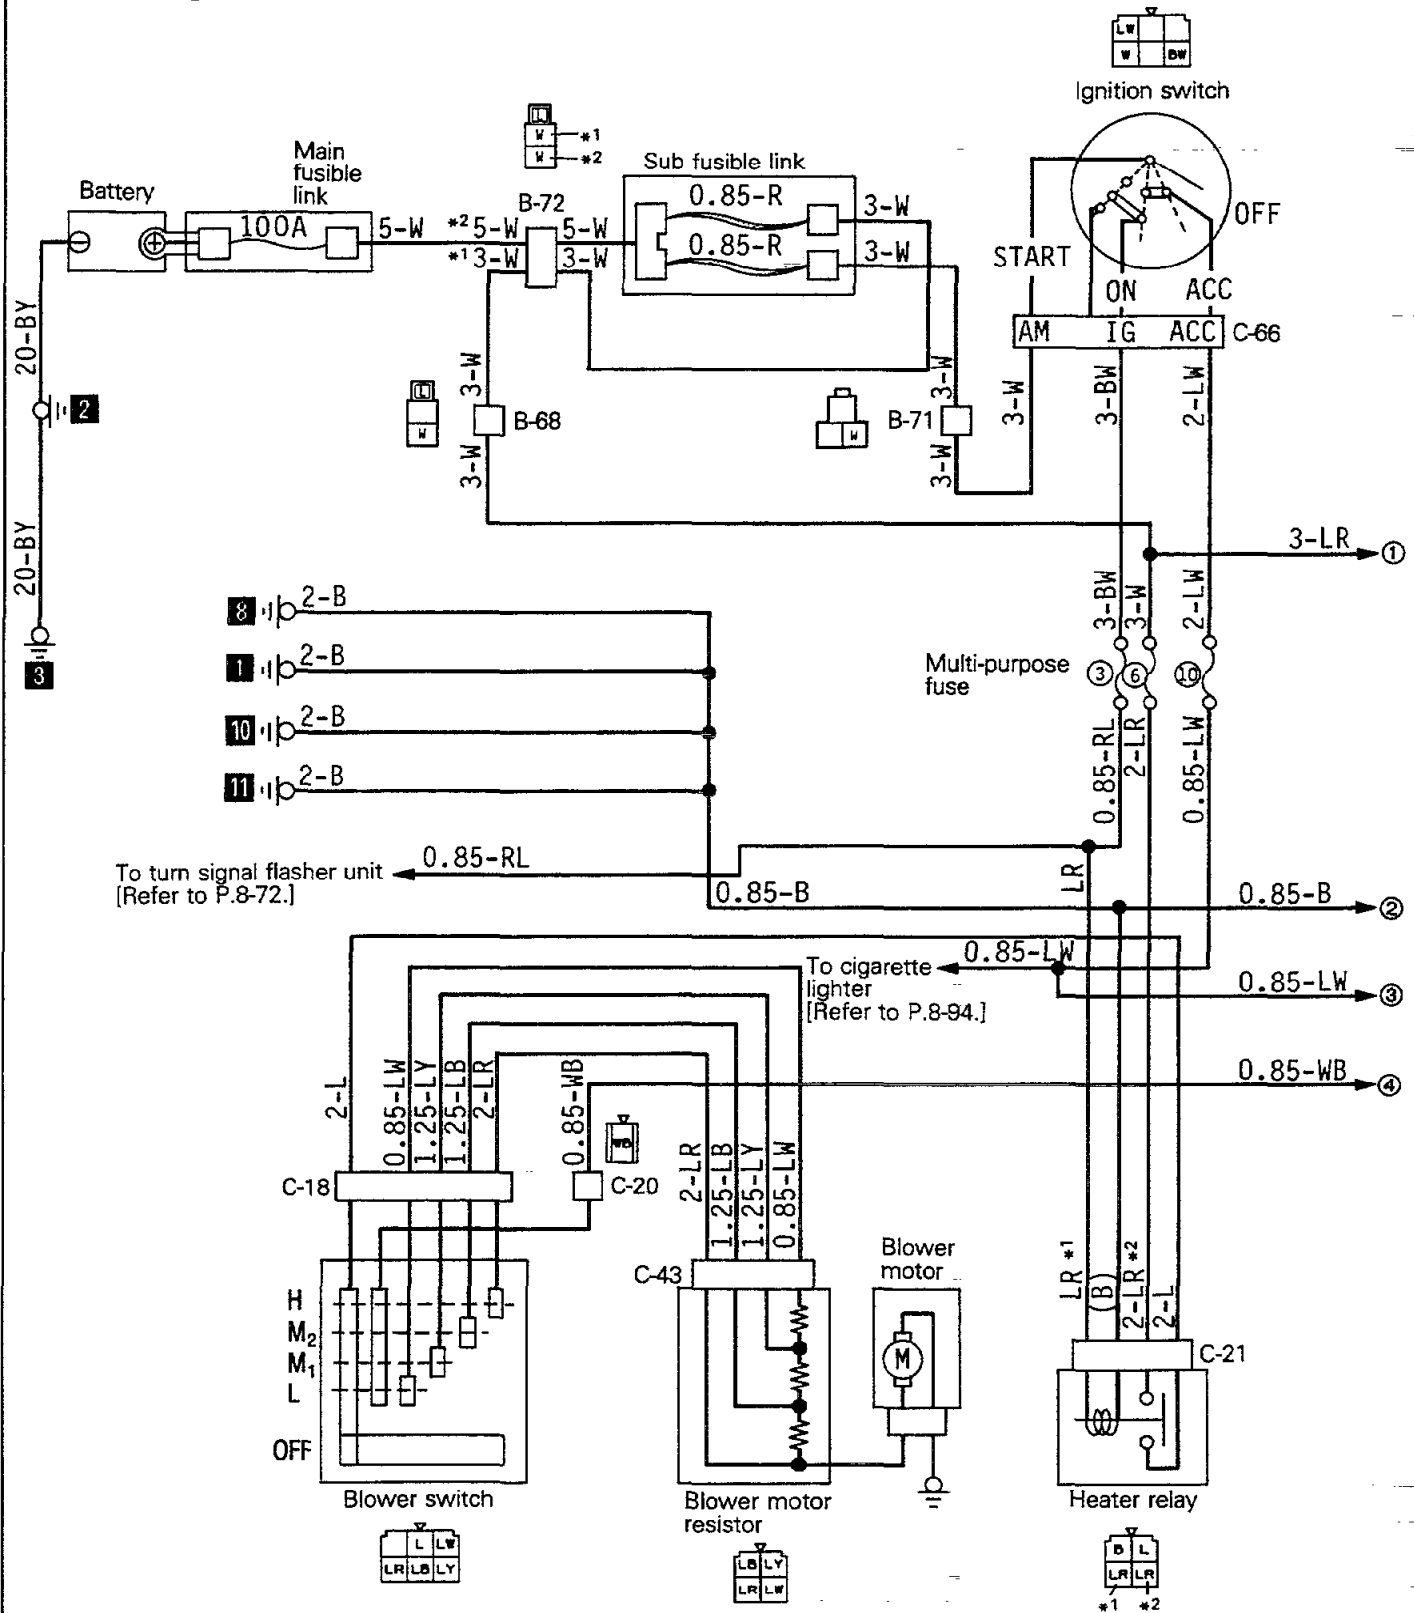 LW
W BW
Ignition switch
L
W *1
W *2
Main
fusible
link
Battery
100A
5-W
*2 5-W
*1 3-W
B-72
5-W
3-W
Sub fusible link
0.85-R
0.85-R
3-W
3-W
OFF
START
ON
ACC
AM IG ACC C-66
20-BY
2
20-BY
3
3-W
L
W
B-68
3-W
3-W
W
B-71
3-W
3-W
3-BW
2-LW
3-LR
1
3-BW
3-W
2-LW
8 2-B
1 2-B
10 2-B
11 2-B
Multi-purpose
fuse
3
6
10
0.85-RL
2-LR
0.85-LW
To turn signal flasher unit
[Refer to P.8-72.]
0.85-RL
LR
0.85-B
0.85-B
2
0.85-LW
To cigarette
lighter
[Refer to P.8-94.]
0.85-LW
3
0.85-WB
4
2-L
0.85-LW
1.25-LY
1.25-LB
2-LR
0.85-WB
WB
C-18
C-20
2-LR
1.25-LB
1.25-LY
0.85-LW
C-43
Blower
motor
M
LR*1
(B)
2-LR*2
2-L
C-21
H
M2
M1
L
OFF
Blower switch
L LW
LR LB LY
Blower motor
resistor
LB LY
LR LW
Heater relay
B L
LR LR
*1 *2